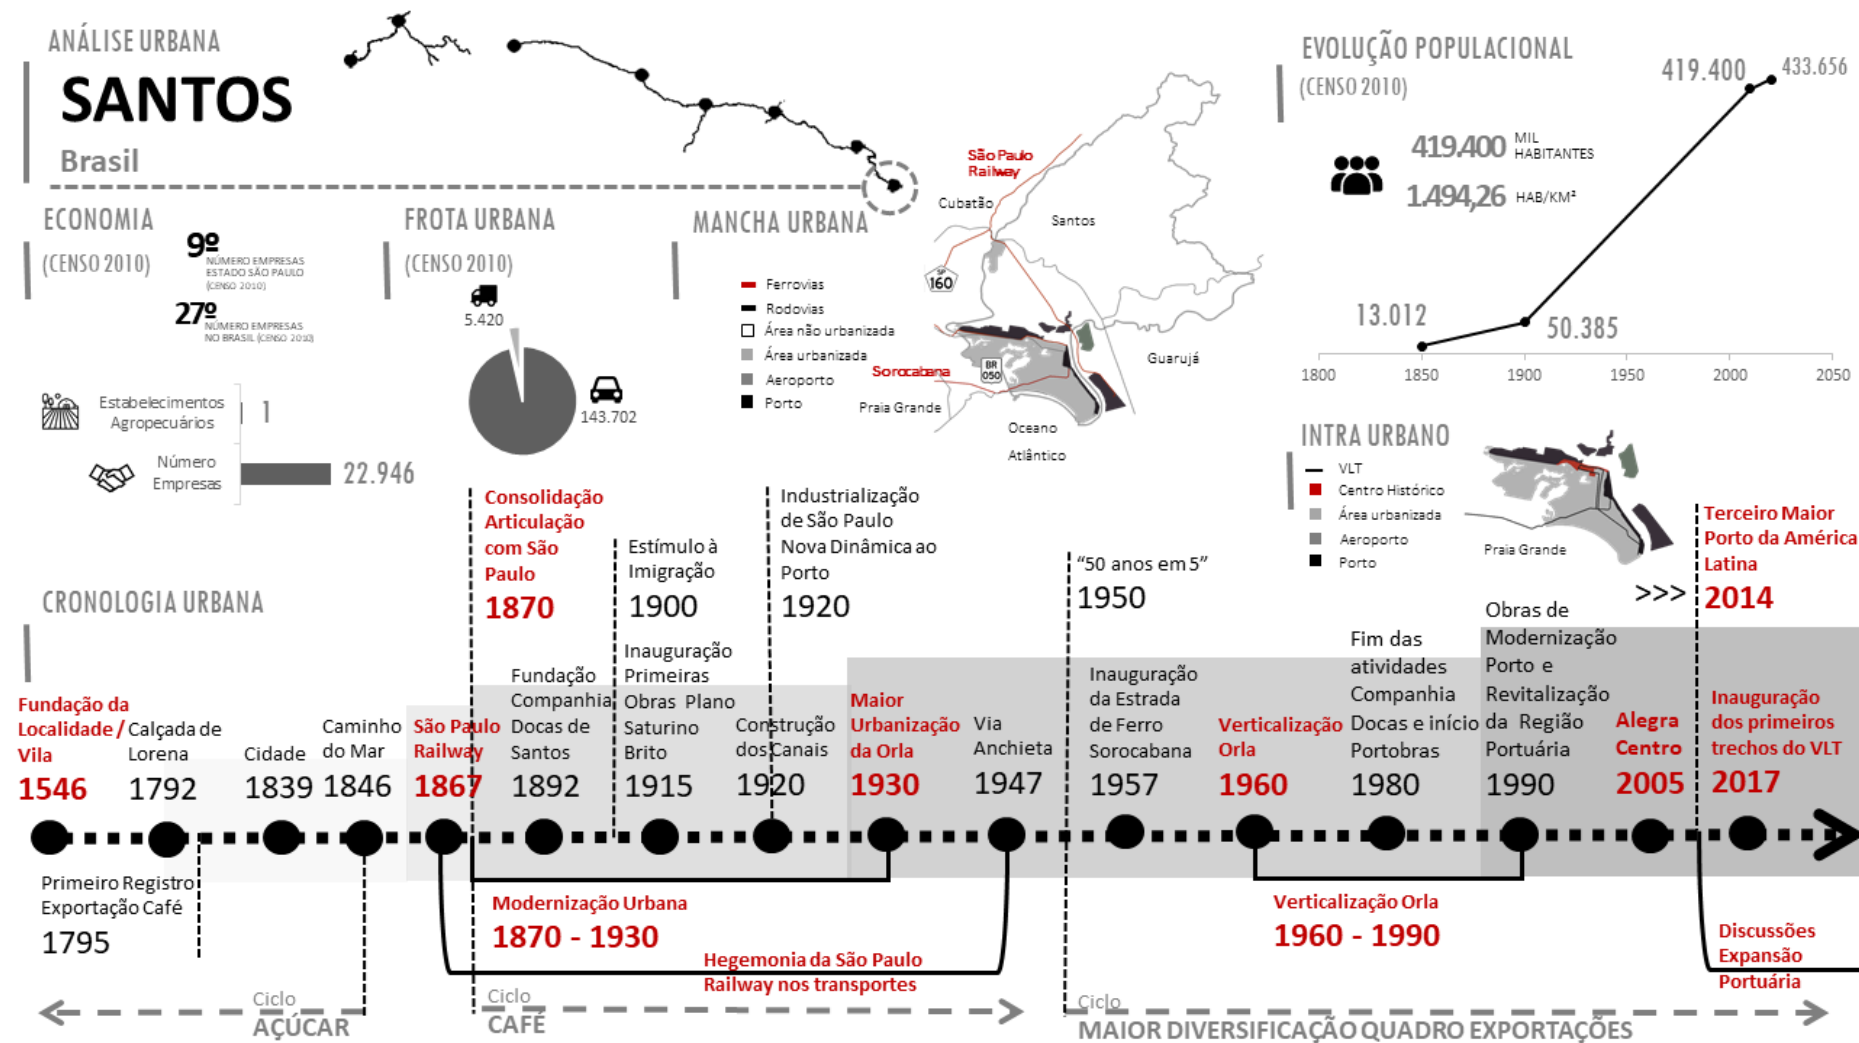 ANÁLISE URBANA
SANTOS
Brasil
ECONOMIA
(CENSO 2010)
9º
NÚMERO EMPRESAS
ESTADO SÃO PAULO
(CENSO 2010)
27º
NÚMERO EMPRESAS
NO BRASIL (CENSO 2010)
Estabelecimentos
Agropecuários
1
Número
Empresas
22.946
FROTA URBANA
(CENSO 2010)
5.420
143.702
MANCHA URBANA
Ferrovias
Rodovias
Área não urbanizada
Área urbanizada
Aeroporto
Porto
São Paulo
Railway
Cubatão
Santos
SP
160
BR
050
Sorocabana
Guarujá
Praia Grande
Oceano
Atlântico
EVOLUÇÃO POPULACIONAL
(CENSO 2010)
419.400 MIL
HABITANTES
1.494,26 HAB/KM²
419.400
433.656
13.012
50.385
1800 1850 1900 1950 2000 2050
INTRA URBANO
VLT
Centro Histórico
Área urbanizada
Aeroporto
Porto
Praia Grande
>>>
CRONOLOGIA URBANA
Consolidação
Articulação
com São
Paulo
1870
Estímulo à
Imigração
1900
Industrialização
de São Paulo
Nova Dinâmica ao
Porto
1920
"50 anos em 5"
1950
Terceiro Maior
Porto da América
Latina
2014
Fundação da
Localidade /
Vila
1546
Calçada de
Lorena
1792
Cidade
1839
Caminho
do Mar
1846
São Paulo
Railway
1867
Fundação
Companhia
Docas de
Santos
1892
Inauguração
Primeiras
Obras Plano
Saturino
Brito
1915
Construção
dos Canais
1920
Maior
Urbanização
da Orla
1930
Via
Anchieta
1947
Inauguração
da Estrada
de Ferro
Sorocabana
1957
Verticalização
Orla
1960
Fim das
atividades
Companhia
Docas e início
Portobras
1980
Obras de
Modernização
Porto e
Revitalização
da Região
Portuária
1990
Alegra
Centro
2005
Inauguração
dos primeiros
trechos do VLT
2017
Primeiro Registro
Exportação Café
1795
Modernização Urbana
1870 - 1930
Hegemonia da São Paulo
Railway nos transportes
Verticalização Orla
1960 - 1990
Discussões
Expansão
Portuária
Ciclo
AÇÚCAR
Ciclo
CAFÉ
Ciclo
MAIOR DIVERSIFICAÇÃO QUADRO EXPORTAÇÕES